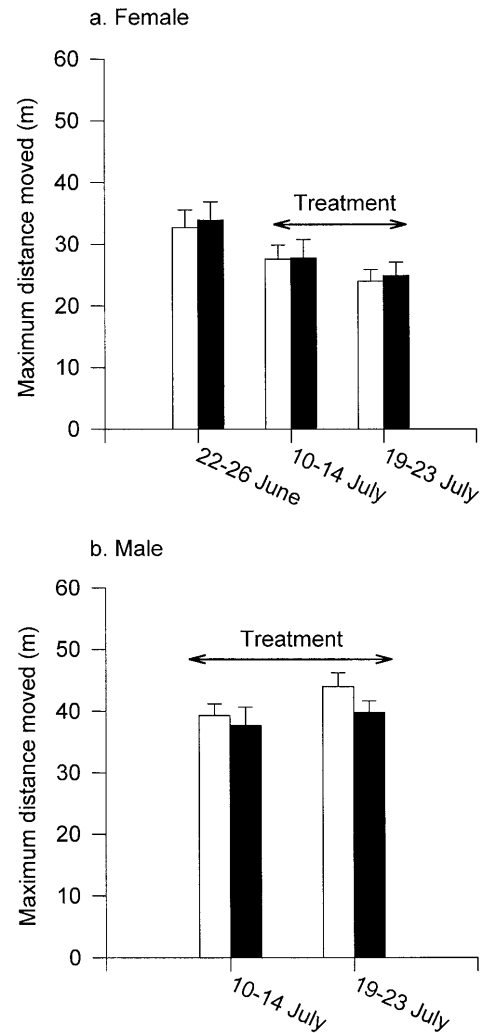 a. Female
60
50
40
30
20
10
0
Maximum distance moved (m)
Treatment
22-26 June
10-14 July
19-23 July
b. Male
60
50
40
30
20
10
0
Maximum distance moved (m)
Treatment
10-14 July
19-23 July